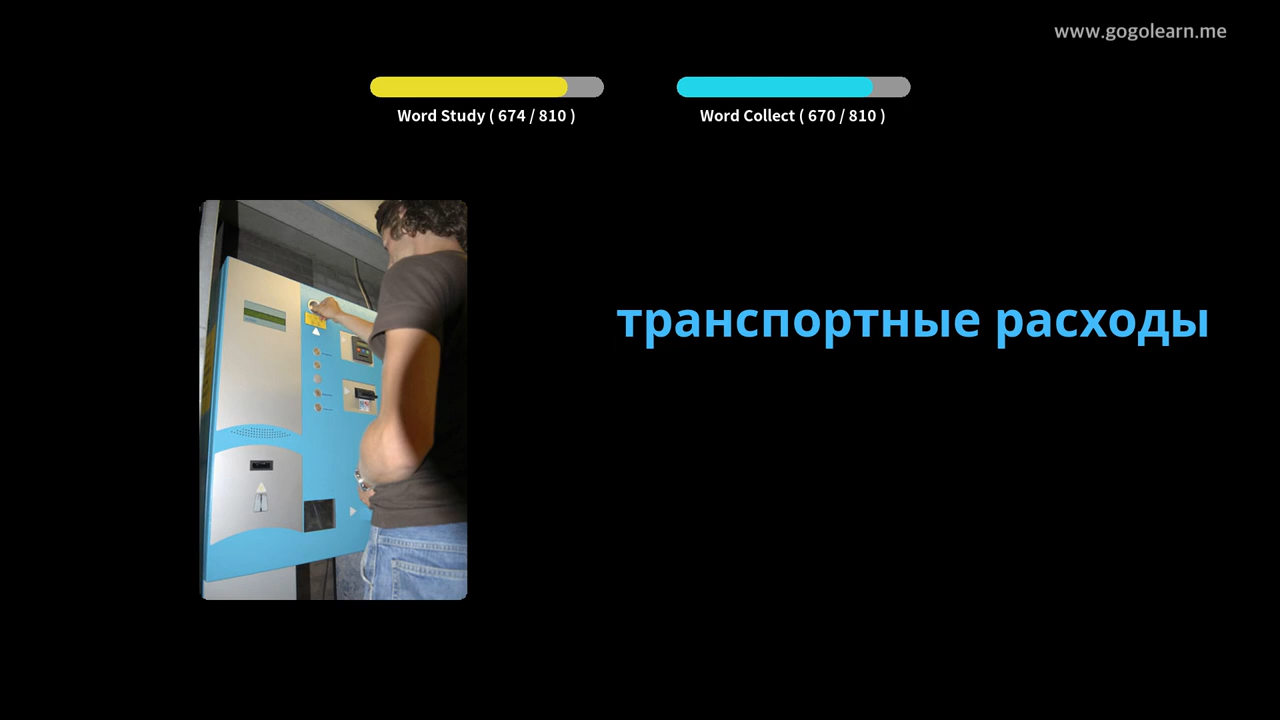 www.gogolearn.me
Word Study ( 674 / 810 )
Word Collect ( 670 / 810 )
транспортные расходы